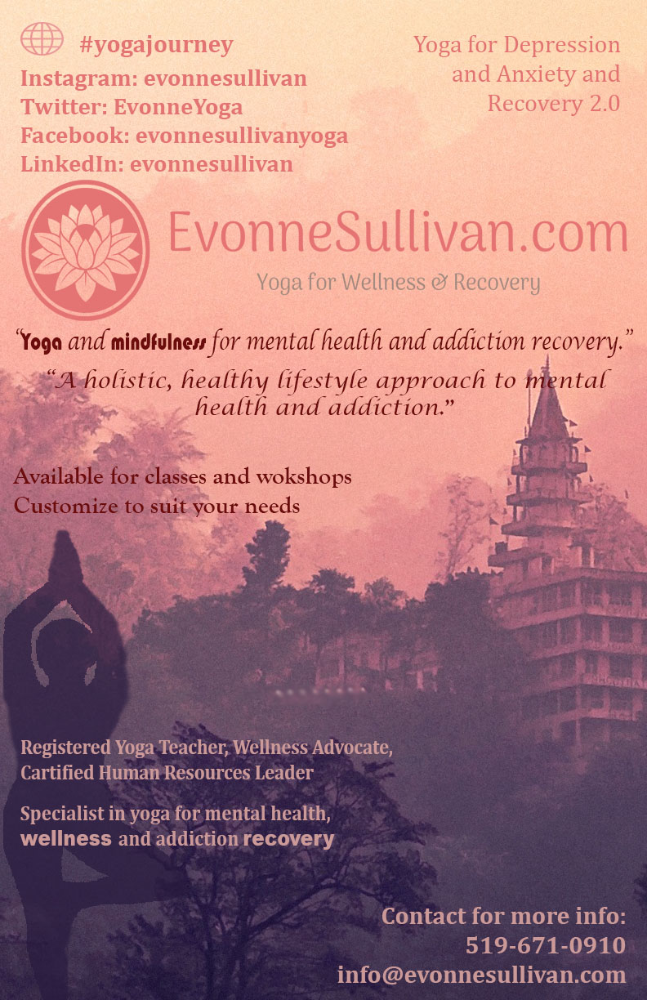 #yogajourney
Instagram: evonnesullivan
Twitter: EvonneYoga
Facebook: evonnesullivanyoga
LinkedIn: evonnesullivan
Yoga for Depression
and Anxiety and
Recovery 2.0
EvonneSullivan.com
Yoga for Wellness & Recovery
“Yoga and mindfulness for mental health and addiction recovery.”
“A holistic, healthy lifestyle approach to mental
health and addiction.”
Available for classes and wokshops
Customize to suit your needs
Registered Yoga Teacher, Wellness Advocate,
Cartified Human Resources Leader
Specialist in yoga for mental health,
wellness and addiction recovery
Contact for more info:
519-671-0910
info@evonnesullivan.com